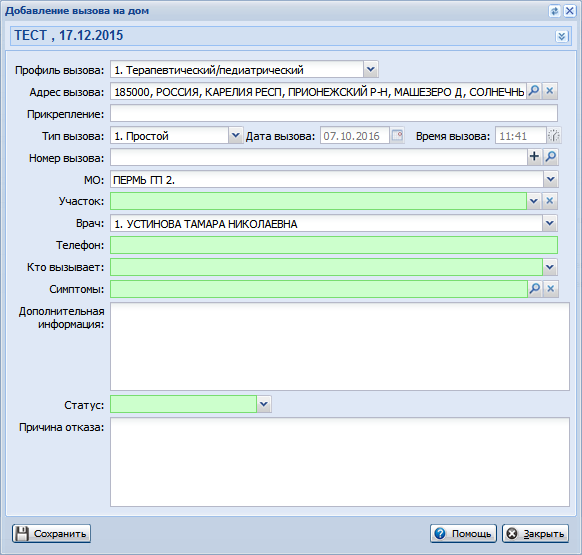 Добавление вызова на дом
ТЕСТ , 17.12.2015
Профиль вызова: 1. Терапевтический/педиатрический
Адрес вызова: 185000, РОССИЯ, КАРЕЛИЯ РЕСП, ПРИОНЕЖСКИЙ Р-Н, МАШЕЗЕРО Д, СОЛНЕЧНЬ
Прикрепление:
Тип вызова: 1. Простой Дата вызова: 07.10.2016 Время вызова: 11:41
Номер вызова:
МО: ПЕРМЬ ГП 2.
Участок:
Врач: 1. УСТИНОВА ТАМАРА НИКОЛАЕВНА
Телефон:
Кто вызывает:
Симптомы:
Дополнительная
информация:
Статус:
Причина отказа:
Сохранить Помощь Закрыть